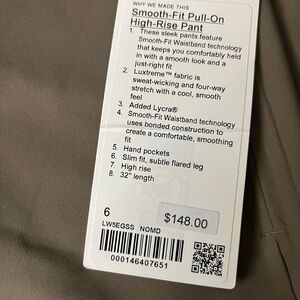 WHY WE MADE THIS
Smooth-Fit Pull-On
High-Rise Pant
1. These sleek pants feature
Smooth-Fit Waistband technology
that keeps you comfortably held
in with a smooth look and a
just-right fit
2. Luxtreme™ fabric is
sweat-wicking and four-way
stretch with a cool, smooth
feel
3. Added Lycra®
4. Smooth-Fit Waistband technology
uses bonded construction to
create a comfortable, smoothing
fit
5. Hand pockets
6. Slim fit, subtle flared leg
7. High rise
8. 32" length
6
$148.00
LW5EGSS NOMD
000146407651